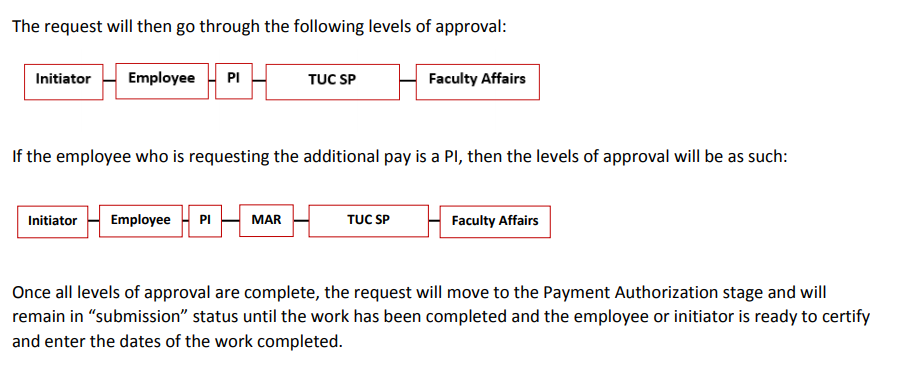 The request will then go through the following levels of approval:
Initiator Employee PI TUC SP Faculty Affairs
If the employee who is requesting the additional pay is a PI, then the levels of approval will be as such:
Initiator Employee PI MAR TUC SP Faculty Affairs
Once all levels of approval are complete, the request will move to the Payment Authorization stage and will
remain in “submission” status until the work has been completed and the employee or initiator is ready to certify
and enter the dates of the work completed.